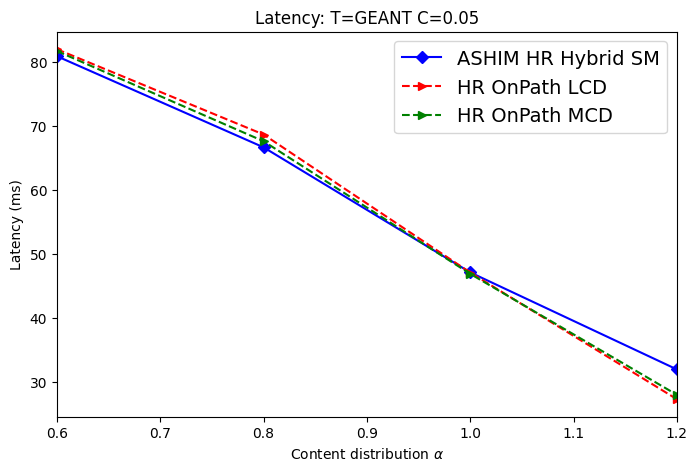 Latency: T=GEANT C=0.05
ASHIM HR Hybrid SM
HR OnPath LCD
HR OnPath MCD
Latency (ms)
80
70
60
50
40
30
0.6 0.7 0.8 0.9 1.0 1.1 1.2
Content distribution α